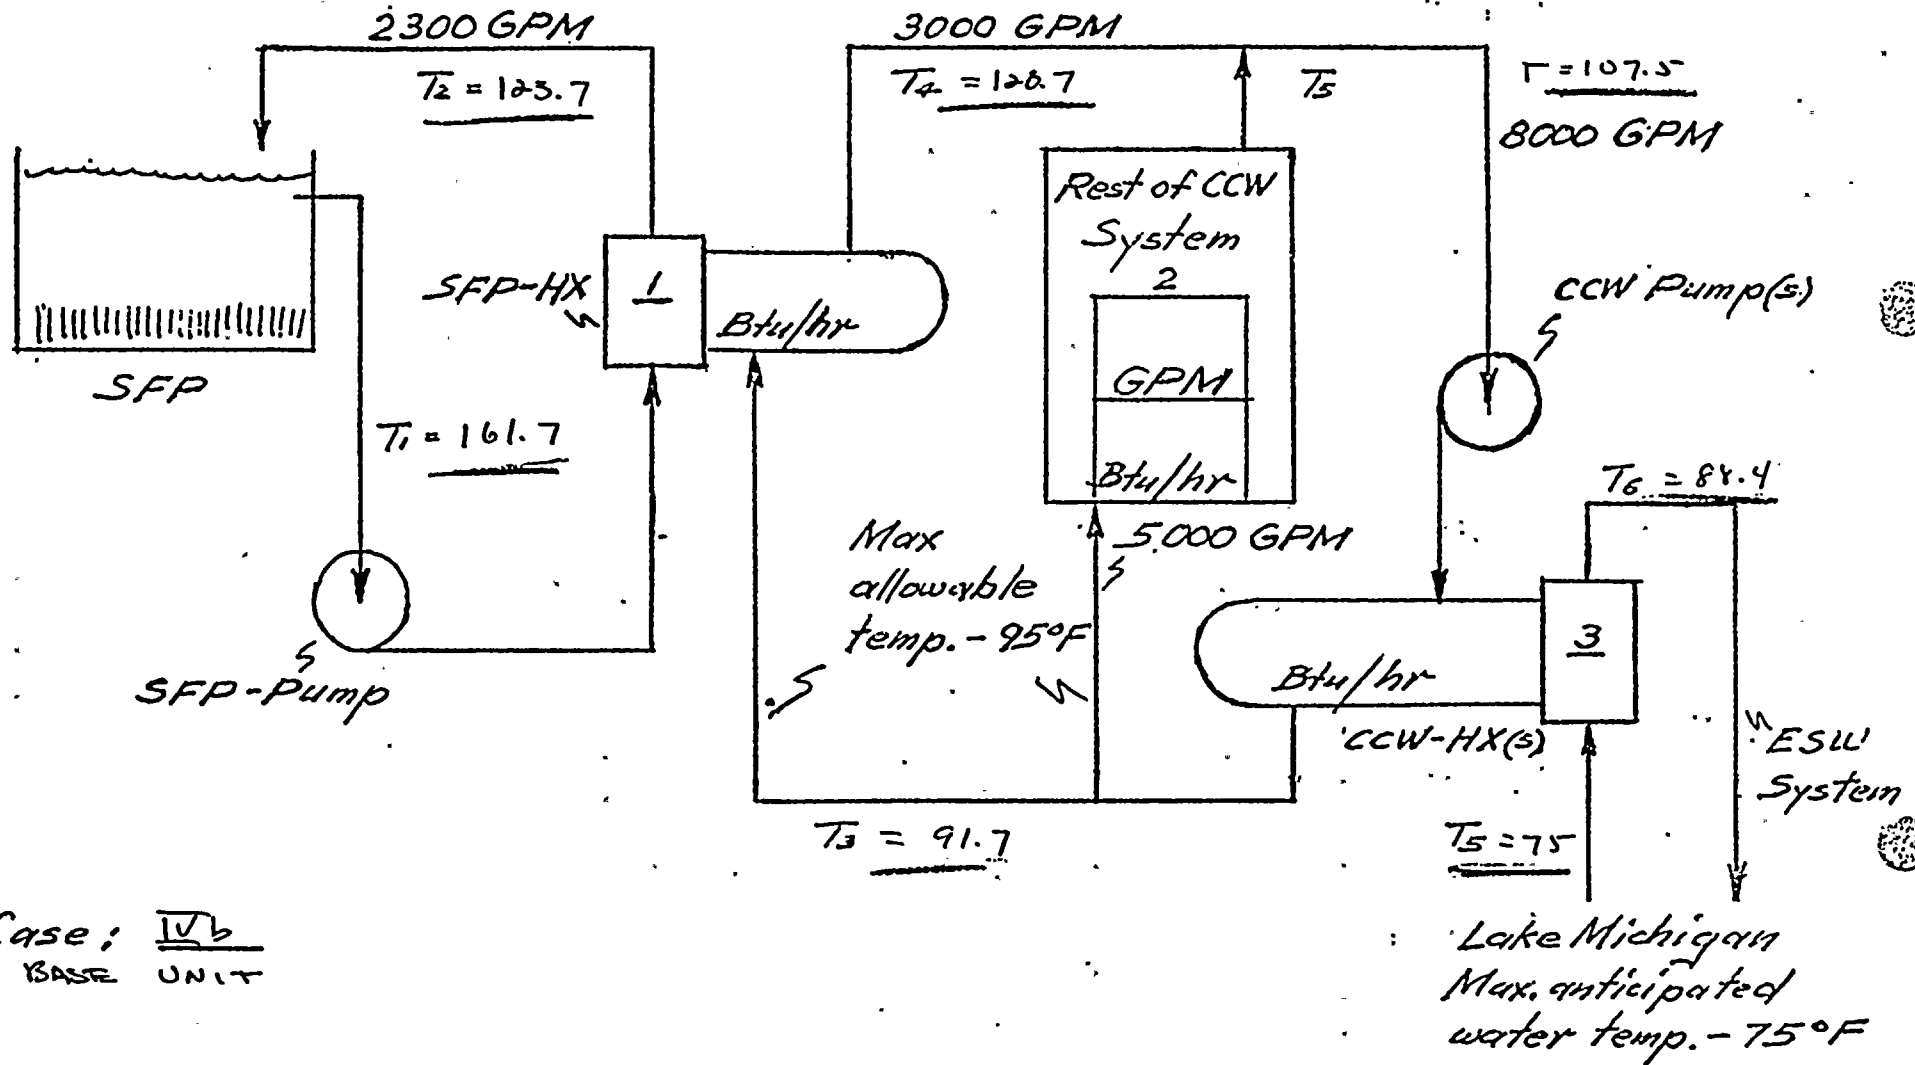 2300 GPM
3000 GPM
T2 = 123.7
T4 = 120.7
T5
T = 107.5
8000 GPM
Rest of CCW
System
2
GPM
Btu/hr
SFP-HX
1
Btu/hr
CCW Pump(s)
SFP
T1 = 161.7
T6 = 84.4
5000 GPM
Max
allowable
temp. - 95°F
3
Btu/hr
SFP-Pump
CCW-HX(s)
ESW
System
T3 = 91.7
T5 = 75
Case: IVb
BASE UNIT
Lake Michigan
Max. anticipated
water temp. - 75°F